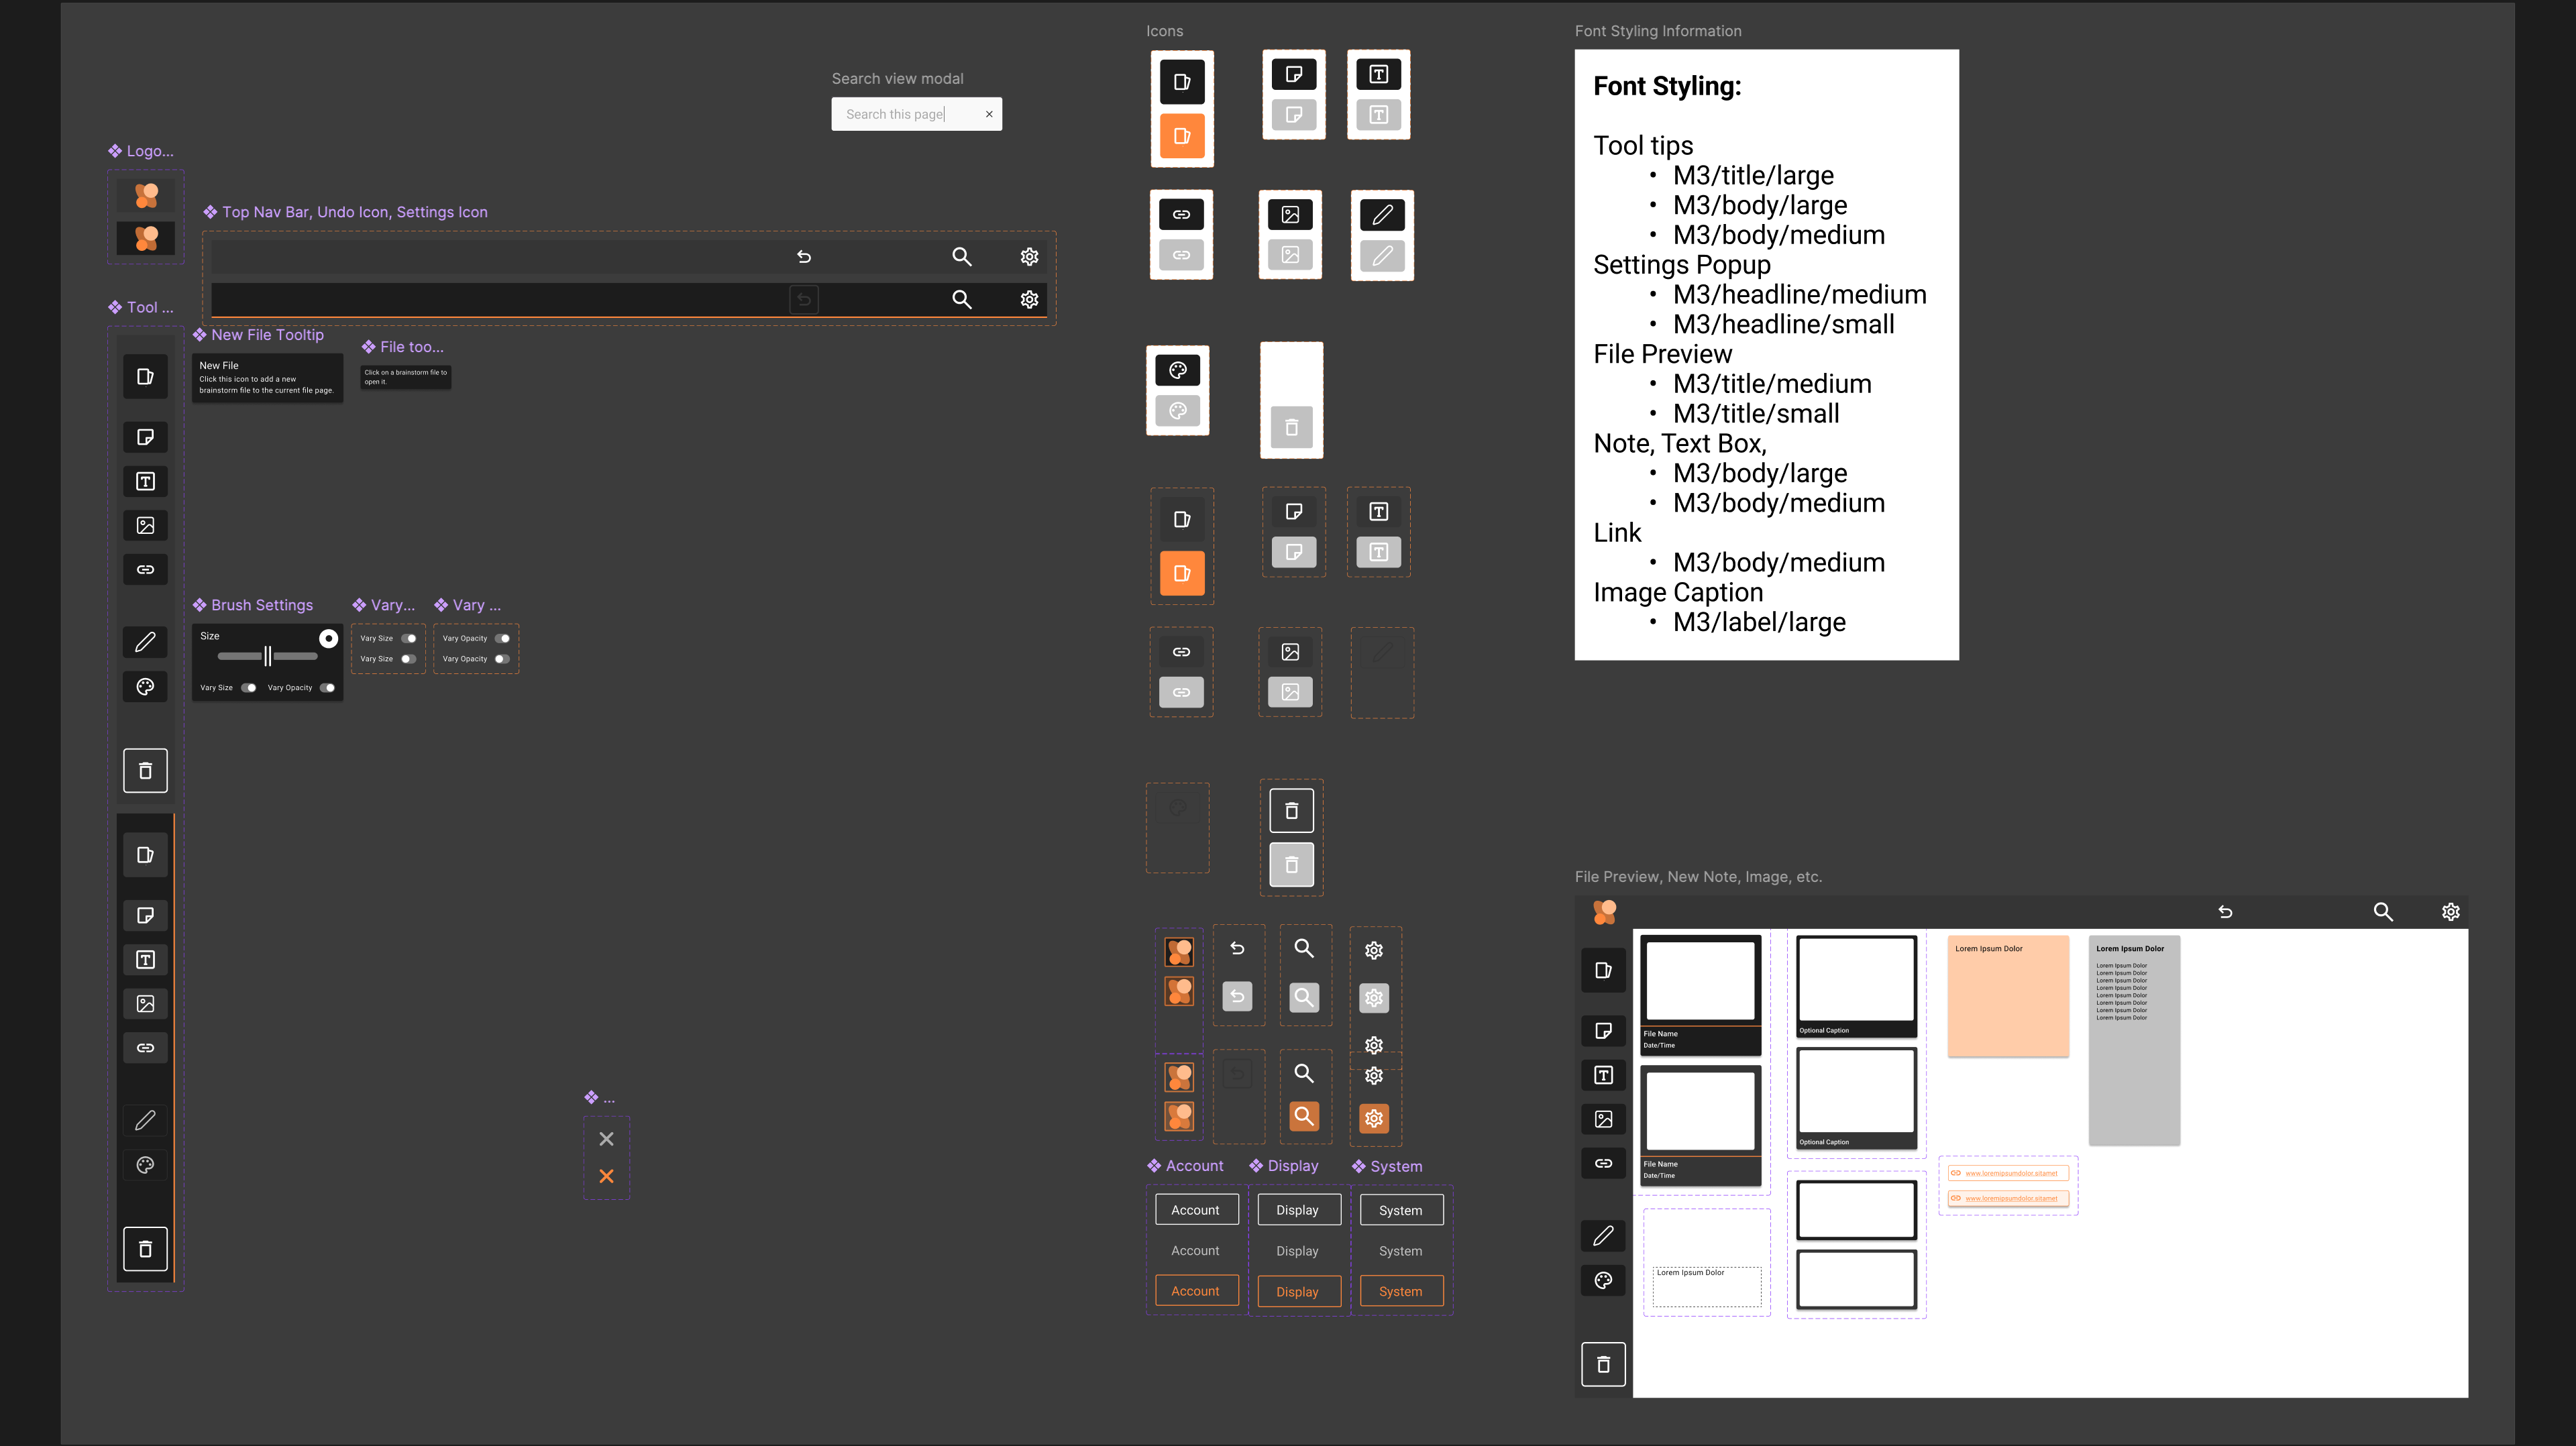 Icons
Font Styling Information
Search view modal
Search this page
Logo...
Top Nav Bar, Undo Icon, Settings Icon
Tool ...
New File Tooltip
New File
Click this icon to add a new
brainstorm file to the current file page.
File too...
Click on a brainstorm file to
open it.
Brush Settings
Size
Vary Size
Vary Opacity
Vary...
Vary Size
Vary Size
Vary ...
Vary Opacity
Vary Opacity
...
Account
Display
System
Account
Display
System
Account
Display
System
Account
Display
System
Font Styling:
Tool tips
• M3/title/large
• M3/body/large
• M3/body/medium
Settings Popup
• M3/headline/medium
• M3/headline/small
File Preview
• M3/title/medium
• M3/title/small
Note, Text Box,
• M3/body/large
• M3/body/medium
Link
• M3/body/medium
Image Caption
• M3/label/large
File Preview, New Note, Image, etc.
File Name
Date/Time
File Name
Date/Time
Lorem Ipsum Dolor
Optional Caption
Optional Caption
Lorem Ipsum Dolor
Lorem Ipsum Dolor
Lorem Ipsum Dolor
Lorem Ipsum Dolor
Lorem Ipsum Dolor
Lorem Ipsum Dolor
Lorem Ipsum Dolor
Lorem Ipsum Dolor
Lorem Ipsum Dolor
Lorem Ipsum Dolor
www.loremipsumdolor.sitamet
www.loremipsumdolor.sitamet